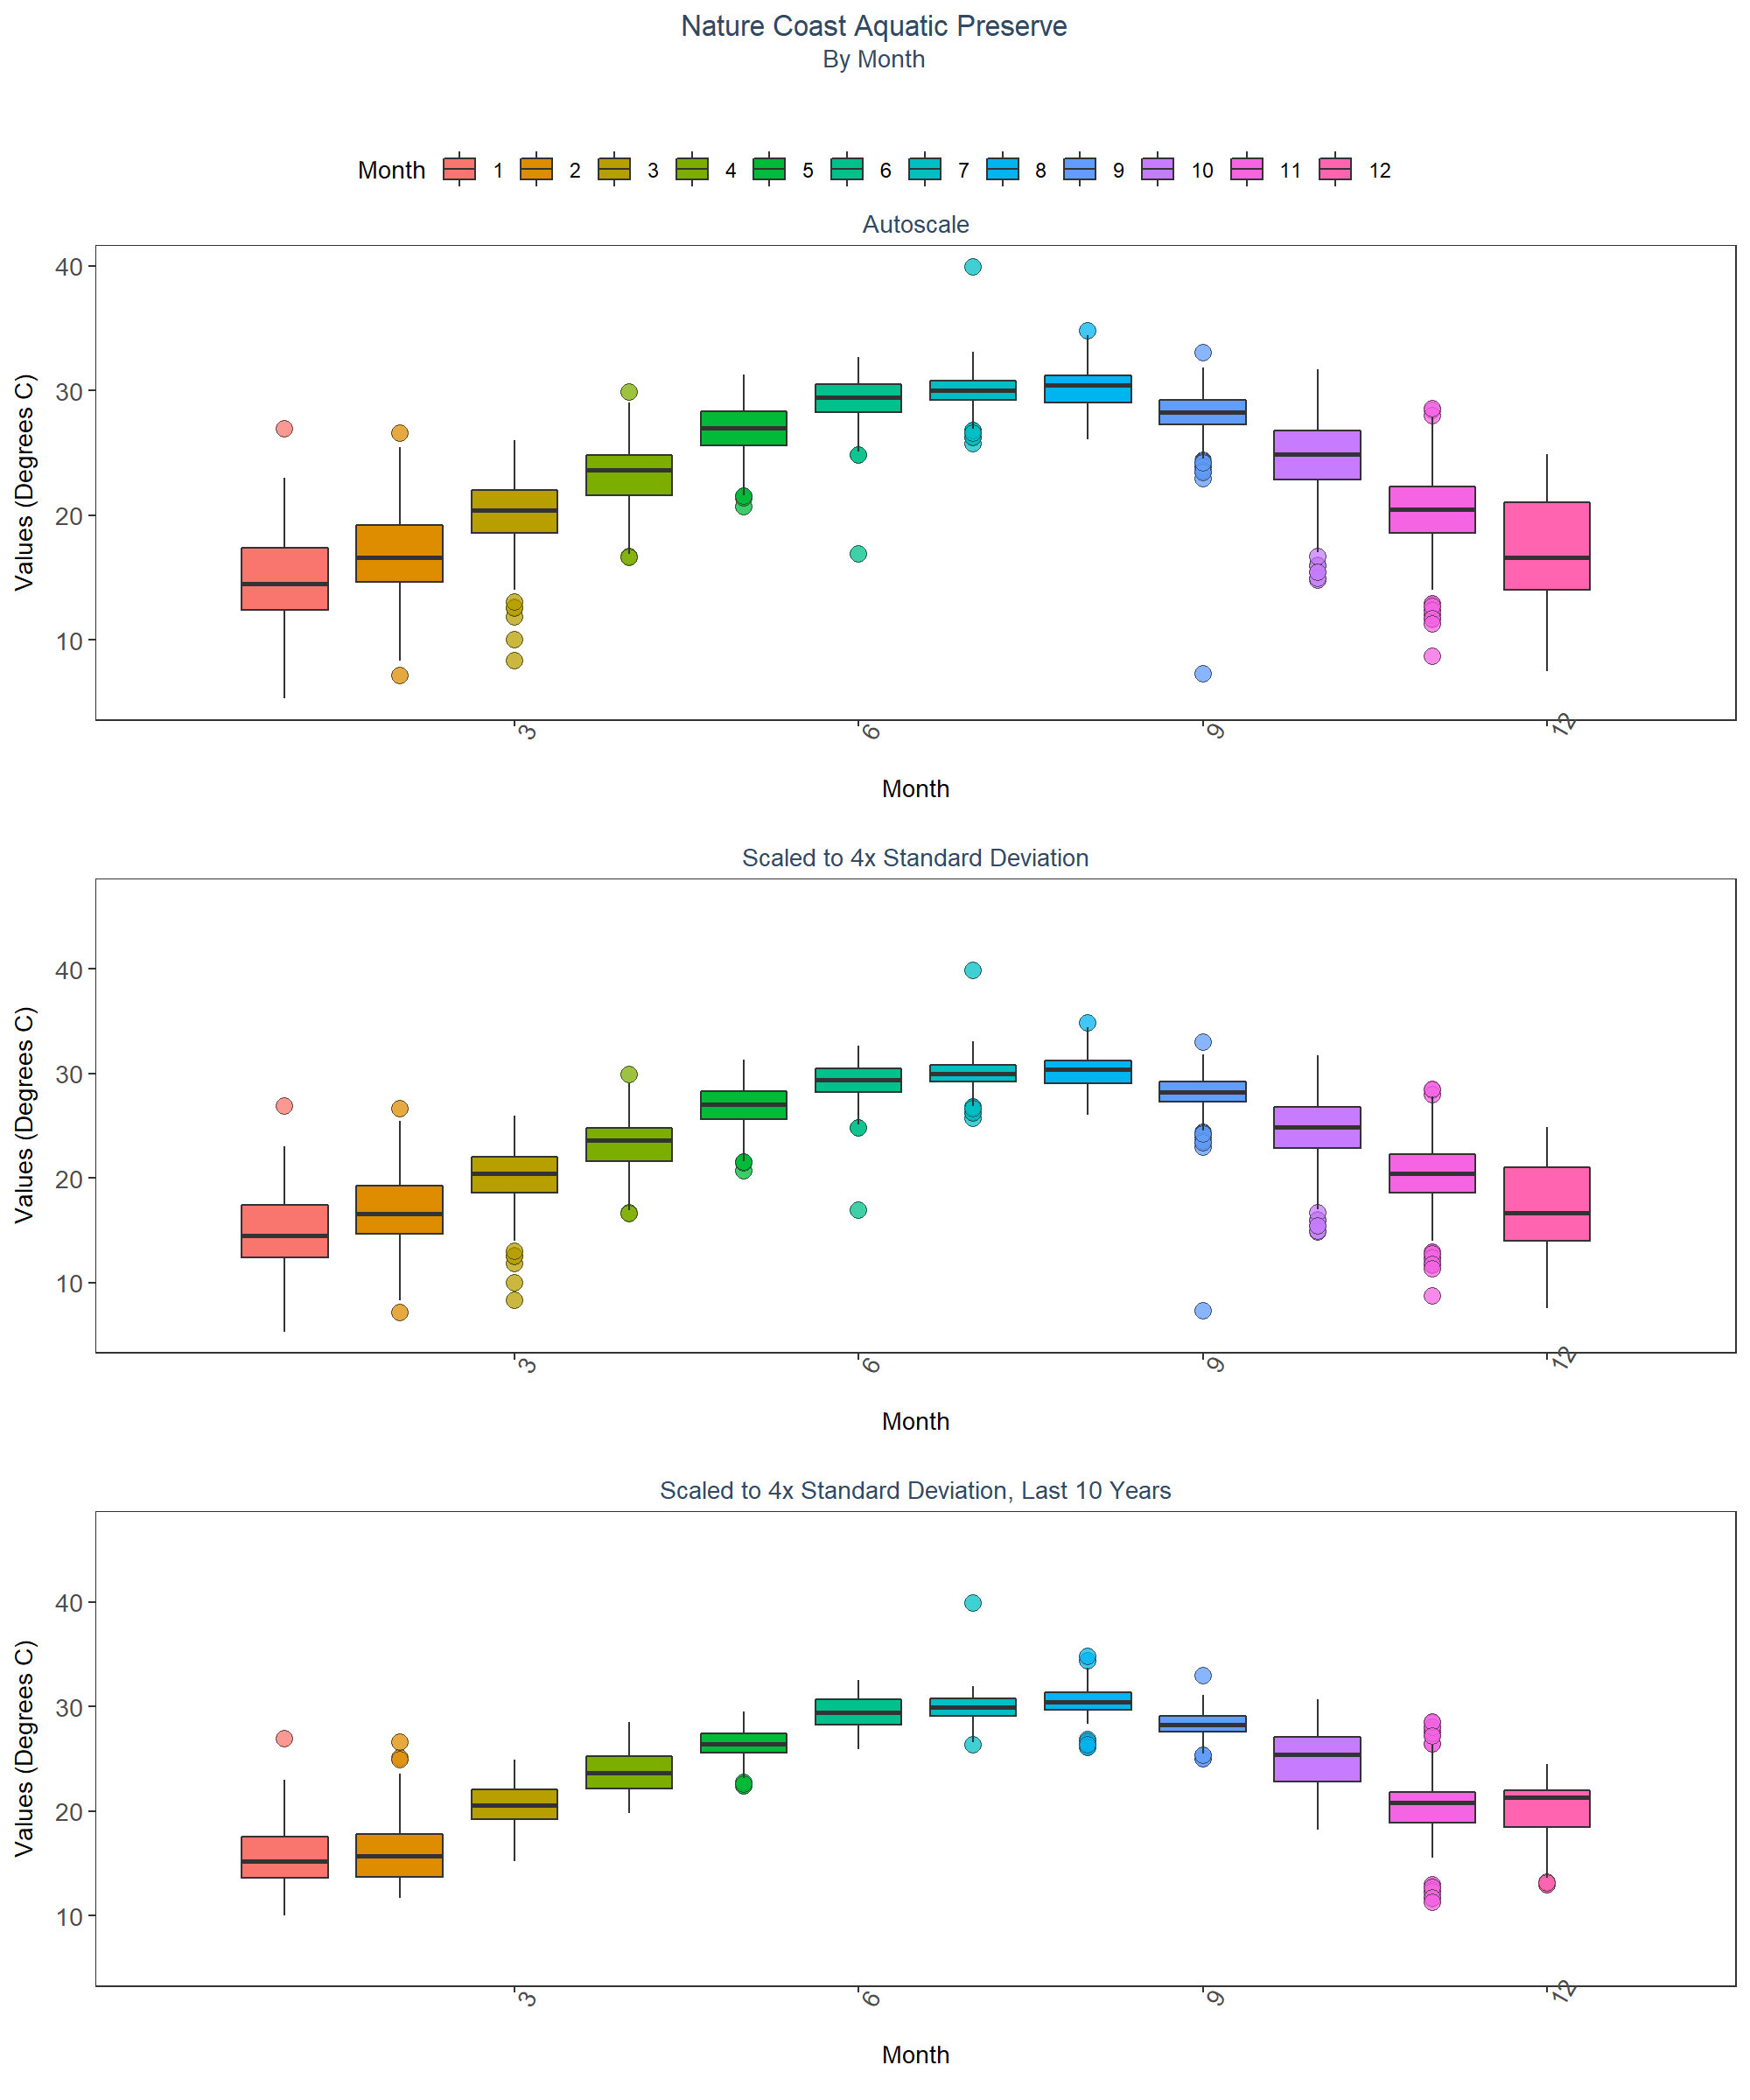 Nature Coast Aquatic Preserve
By Month
Month 1 2 3 4 5 6 7 8 9 10 11 12
Autoscale
Values (Degrees C)
40
30
20
10
3 6 9 12
Month
Scaled to 4x Standard Deviation
Values (Degrees C)
40
30
20
10
3 6 9 12
Month
Scaled to 4x Standard Deviation, Last 10 Years
Values (Degrees C)
40
30
20
10
3 6 9 12
Month